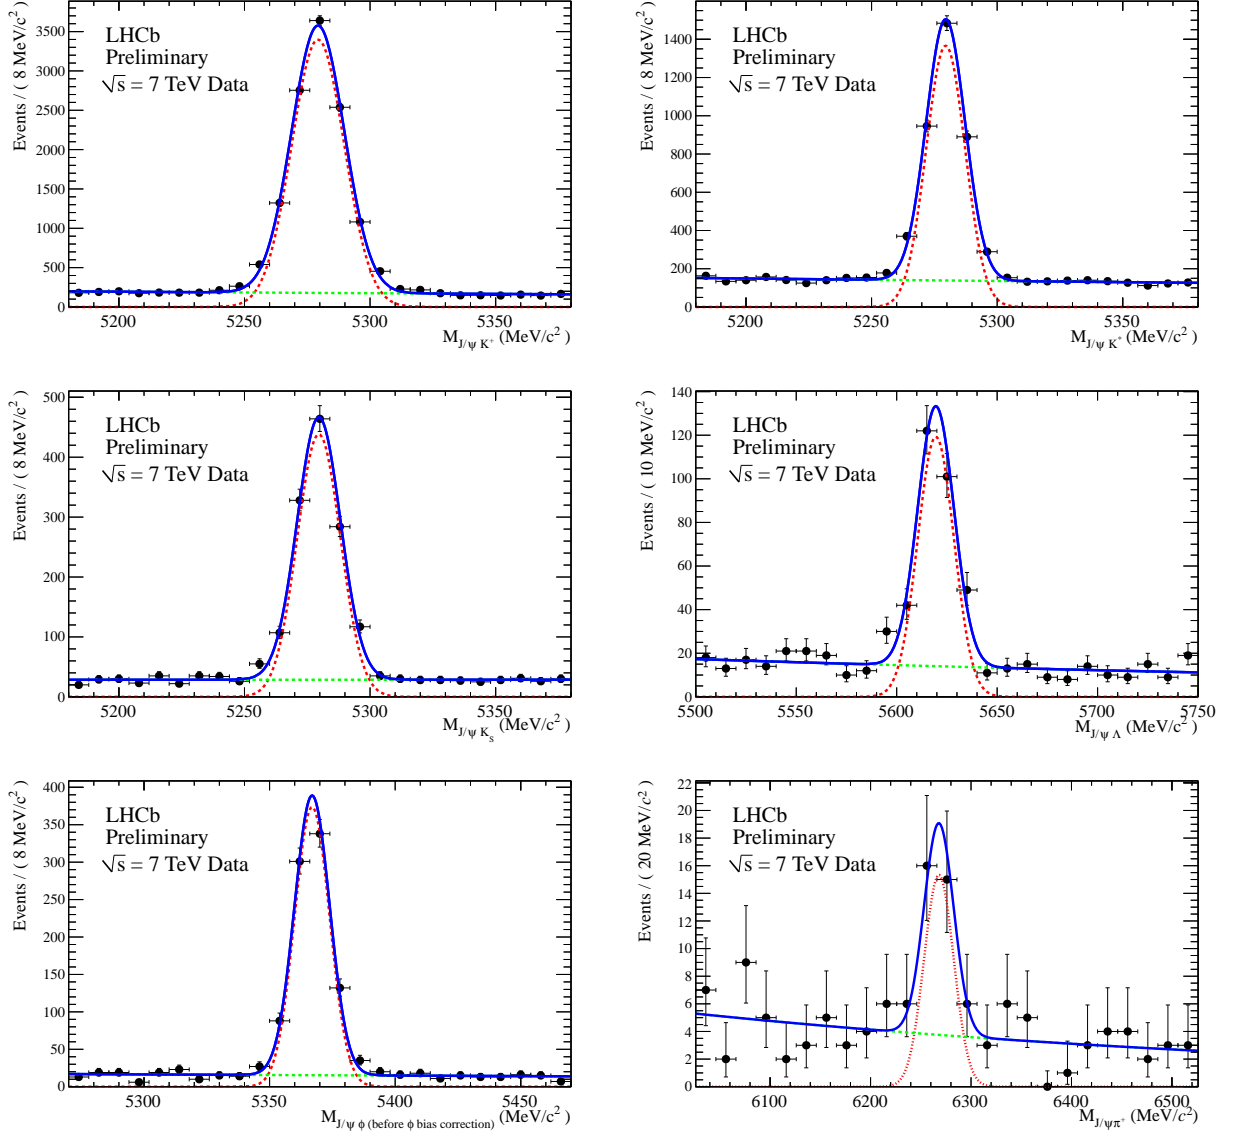 Events / ( 8 MeV/c² )
LHCb
Preliminary
√s = 7 TeV Data
0 500 1000 1500 2000 2500 3000 3500
5200 5250 5300 5350
M_J/ψ K⁺ (MeV/c² )
Events / ( 8 MeV/c² )
LHCb
Preliminary
√s = 7 TeV Data
0 200 400 600 800 1000 1200 1400
5200 5250 5300 5350
M_J/ψ K* (MeV/c² )
Events / ( 8 MeV/c² )
LHCb
Preliminary
√s = 7 TeV Data
0 100 200 300 400 500
5200 5250 5300 5350
M_J/ψ K_S (MeV/c² )
Events / ( 10 MeV/c² )
LHCb
Preliminary
√s = 7 TeV Data
0 20 40 60 80 100 120 140
5500 5550 5600 5650 5700 5750
M_J/ψ Λ (MeV/c² )
Events / ( 8 MeV/c² )
LHCb
Preliminary
√s = 7 TeV Data
0 50 100 150 200 250 300 350 400
5300 5350 5400 5450
M_J/ψ ϕ (before ϕ bias correction) (MeV/c² )
Events / ( 20 MeV/c² )
LHCb
Preliminary
√s = 7 TeV Data
0 2 4 6 8 10 12 14 16 18 20 22
6100 6200 6300 6400 6500
M_J/ψπ⁺ (MeV/c²)